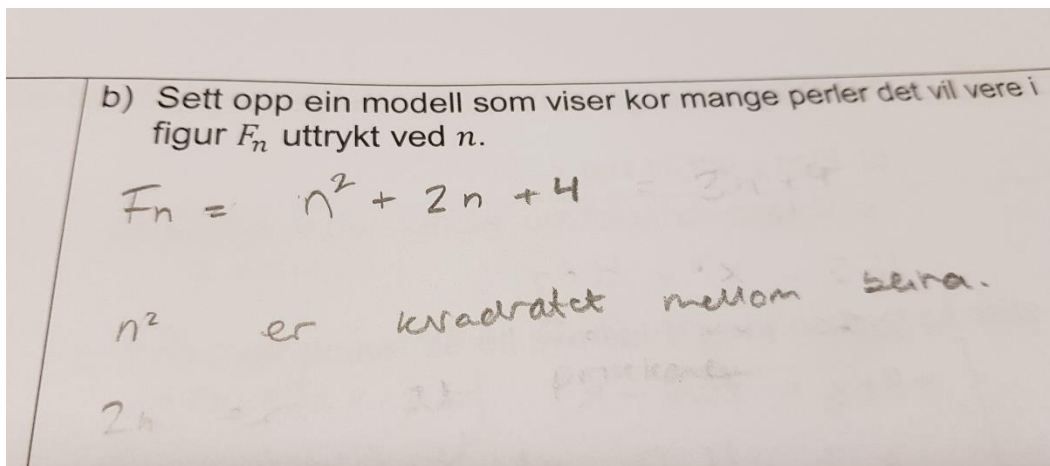 b) Sett opp ein modell som viser kor mange perler det vil vere i
figur Fₙ uttrykt ved n.
Fn = n² + 2n + 4
n² er kvadratet mellom beina.
2n